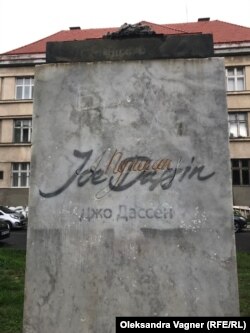 Joe Dassin
Джо Дассен
Oleksandra Vagner (RFE/RL)